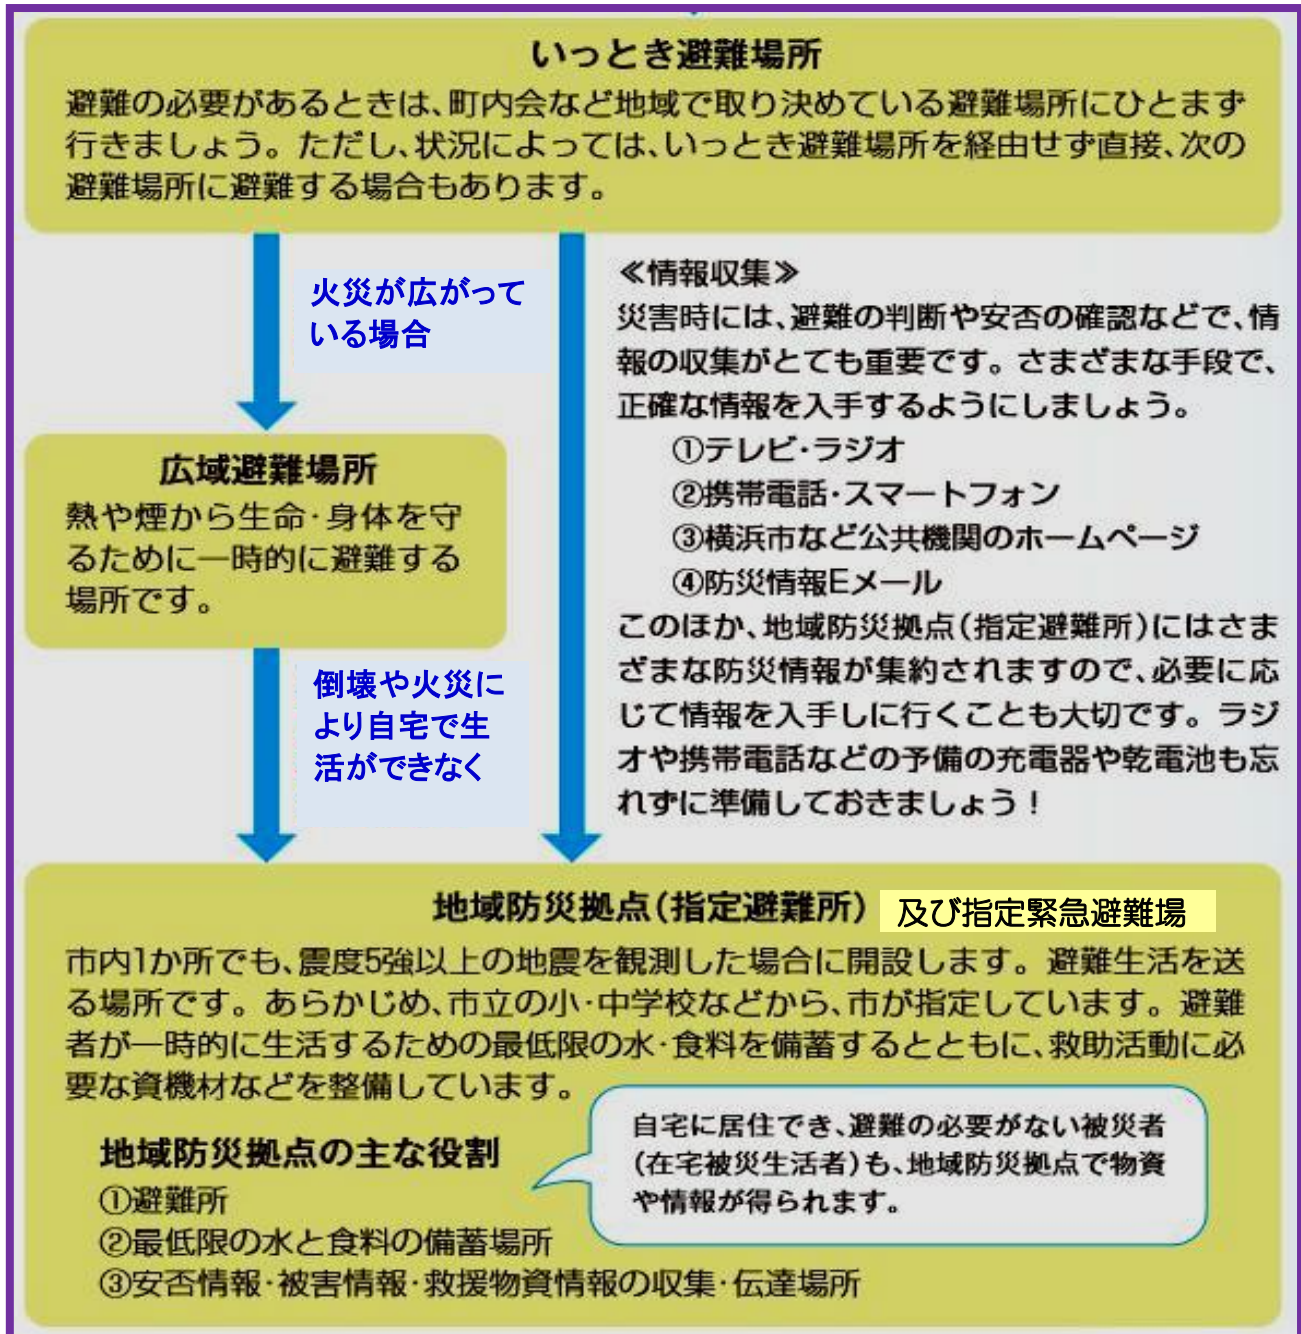 いっとき避難場所
避難の必要があるときは、町内会など地域で取り決めている避難場所にひとまず
行きましょう。ただし、状況によっては、いっとき避難場所を経由せず直接、次の
避難場所に避難する場合もあります。
火災が広がって
いる場合
≪情報収集≫
災害時には、避難の判断や安否の確認などで、情
報の収集がとても重要です。さまざまな手段で、
正確な情報を入手するようにしましょう。
①テレビ・ラジオ
②携帯電話・スマートフォン
③横浜市など公共機関のホームページ
④防災情報Eメール
このほか、地域防災拠点(指定避難所)にはさま
ざまな防災情報が集約されますので、必要に応
じて情報を入手しに行くことも大切です。ラジ
オや携帯電話などの予備の充電器や乾電池も忘
れずに準備しておきましょう！
広域避難場所
熱や煙から生命・身体を守
るために一時的に避難する
場所です。
倒壊や火災に
より自宅で生
活ができなく
地域防災拠点(指定避難所) 及び指定緊急避難場
市内1か所でも、震度5強以上の地震を観測した場合に開設します。避難生活を送
る場所です。あらかじめ、市立の小・中学校などから、市が指定しています。避難
者が一時的に生活するための最低限の水・食料を備蓄するとともに、救助活動に必
要な資機材などを整備しています。
地域防災拠点の主な役割
①避難所
②最低限の水と食料の備蓄場所
③安否情報・被害情報・救援物資情報の収集・伝達場所
自宅に居住でき、避難の必要がない被災者
(在宅被災生活者)も、地域防災拠点で物資
や情報が得られます。